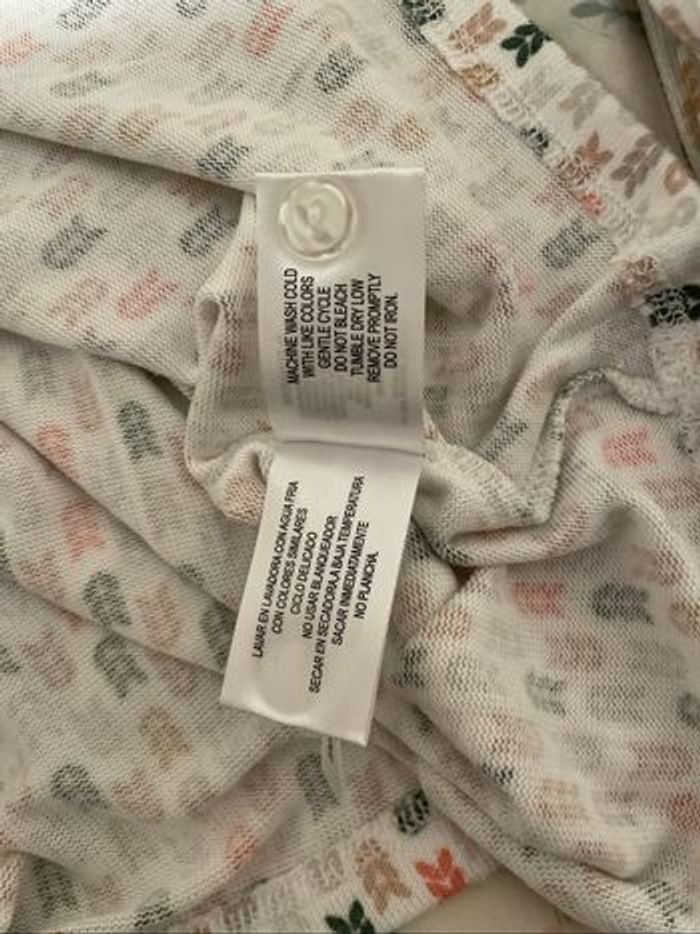 MACHINE WASH COLD
WITH LIKE COLORS
GENTLE CYCLE
DO NOT BLEACH
TUMBLE DRY LOW
REMOVE PROMPTLY
DO NOT IRON.
LAVAR EN LAVADORA CON AGUA FRIA
CON COLORES SIMILARES
CICLO DELICADO
NO USAR BLANQUEADOR
SECAR EN SECADORA,A BAJA TEMPERATURA
SACAR INMEDIATAMENTE
NO PLANCHA.